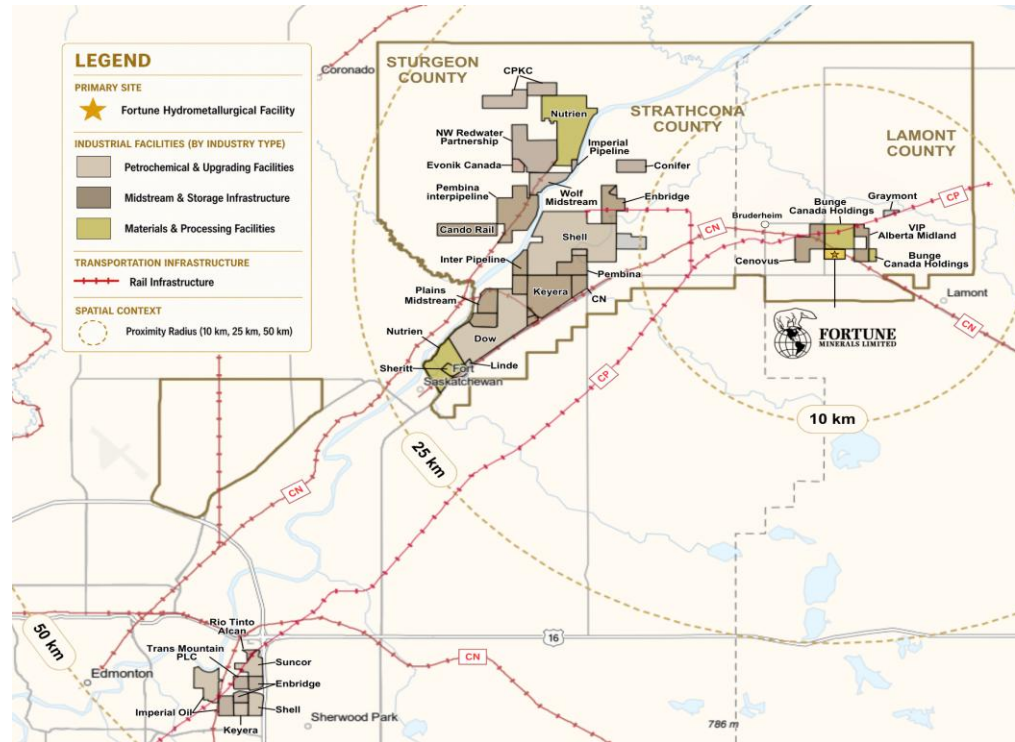 LEGEND
PRIMARY SITE
Fortune Hydrometallurgical Facility
INDUSTRIAL FACILITIES (BY INDUSTRY TYPE)
Petrochemical & Upgrading Facilities
Midstream & Storage Infrastructure
Materials & Processing Facilities
TRANSPORTATION INFRASTRUCTURE
Rail Infrastructure
SPATIAL CONTEXT
Proximity Radius (10 km, 25 km, 50 km)
Coronado
STURGEON
COUNTY
CPKC
Nutrien
NW Redwater
Partnership
Evonik Canada
Imperial
Pipeline
Pembina
interpipeline
Wolf
Midstream
Cando Rail
STRATHCONA
COUNTY
Conifer
Enbridge
Shell
Inter Pipeline
Pembina
Plains
Midstream
Keyera
CN
Nutrien
Dow
Sheritt
Linde
Fort
Saskatchewan
LAMONT
COUNTY
Graymont
Bunge
Canada Holdings
CP
Bruderheim
CN
VIP
Alberta Midland
Cenovus
Bunge
Canada Holdings
Lamont
CN
FORTUNE
MINERALS LIMITED
CP
10 km
25 km
CN
50 km
16
CN
Rio Tinto
Alcan
Trans Mountain
PLC
Suncor
Enbridge
Edmonton
Imperial Oil
Shell
Keyera
Sherwood Park
786 m